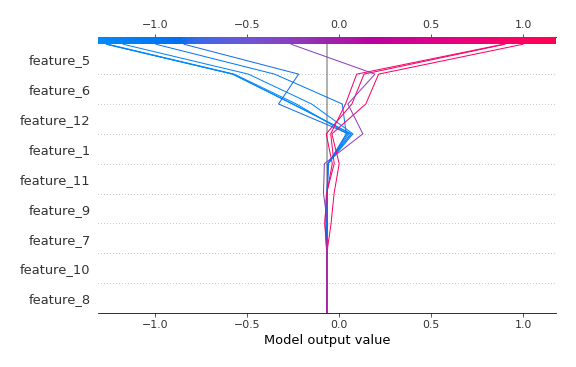 −1.0 −0.5 0.0 0.5 1.0
feature_5
feature_6
feature_12
feature_1
feature_11
feature_9
feature_7
feature_10
feature_8
−1.0 −0.5 0.0 0.5 1.0
Model output value